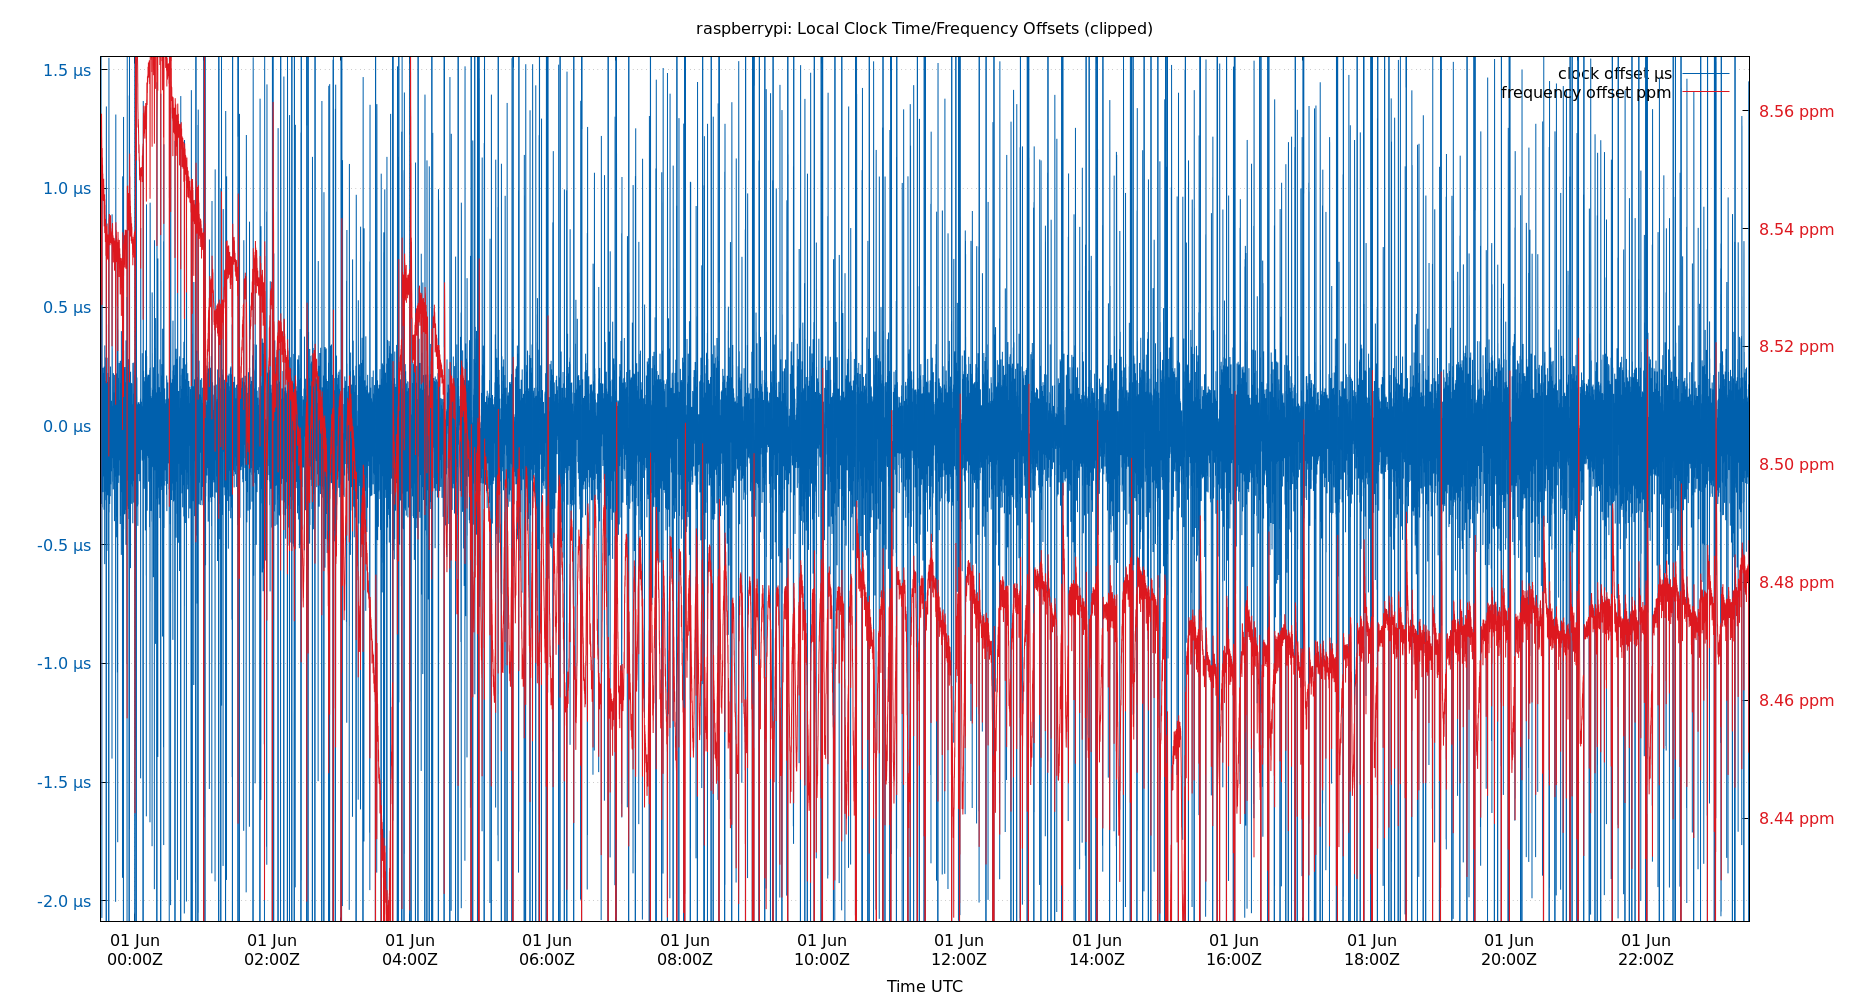 raspberrypi: Local Clock Time/Frequency Offsets (clipped)
clock offset µs
frequency offset ppm
1.5 µs
1.0 µs
0.5 µs
0.0 µs
-0.5 µs
-1.0 µs
-1.5 µs
-2.0 µs
8.56 ppm
8.54 ppm
8.52 ppm
8.50 ppm
8.48 ppm
8.46 ppm
8.44 ppm
01 Jun 01 Jun 01 Jun 01 Jun 01 Jun 01 Jun 01 Jun 01 Jun 01 Jun 01 Jun 01 Jun 01 Jun
00:00Z 02:00Z 04:00Z 06:00Z 08:00Z 10:00Z 12:00Z 14:00Z 16:00Z 18:00Z 20:00Z 22:00Z
Time UTC